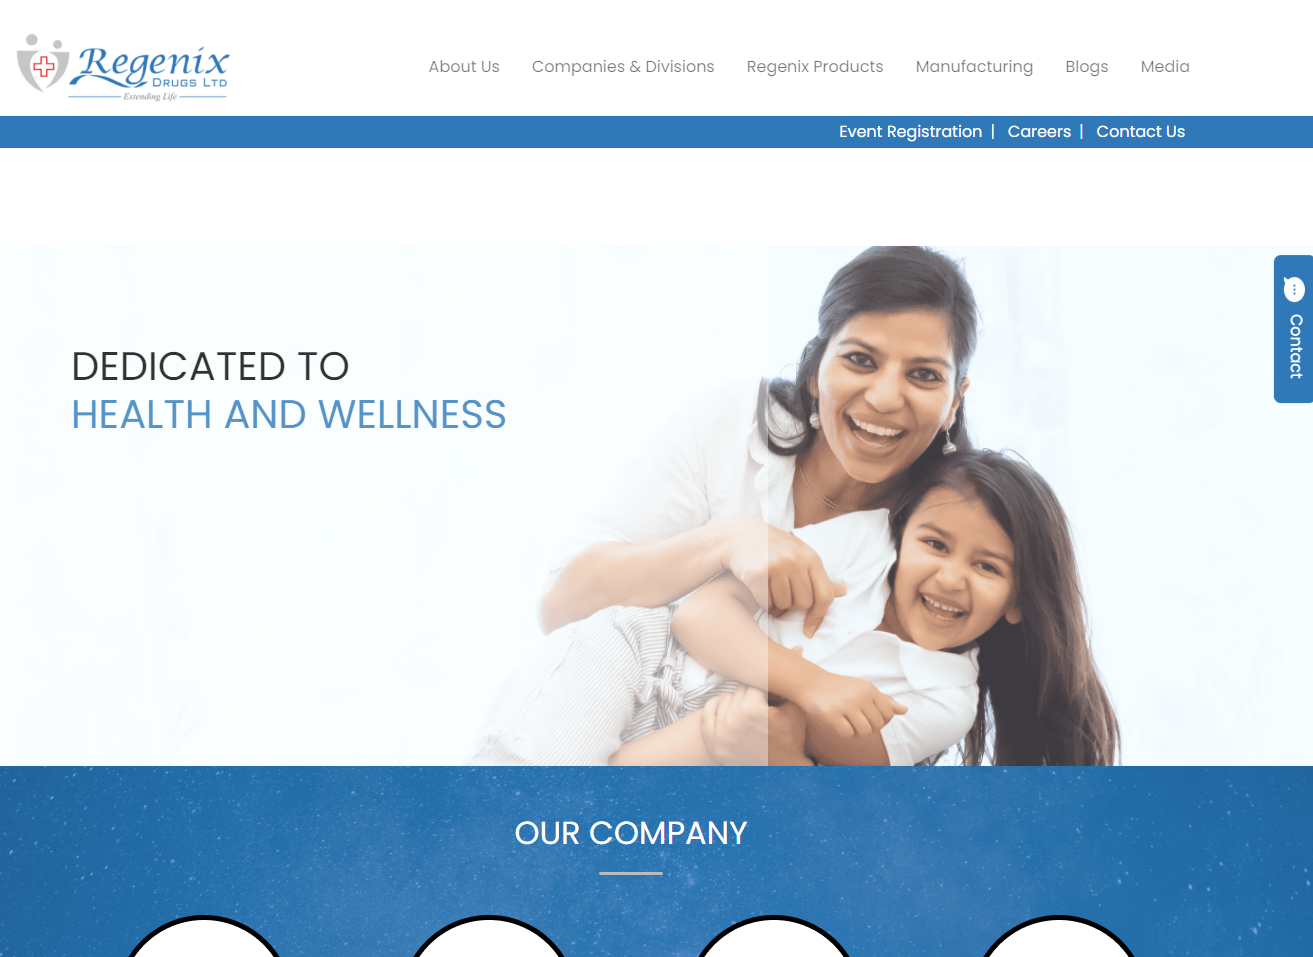 Regenix
DRUGS LTD
Extending Life
About Us Companies & Divisions Regenix Products Manufacturing Blogs Media
Event Registration | Careers | Contact Us
Contact
DEDICATED TO
HEALTH AND WELLNESS
OUR COMPANY